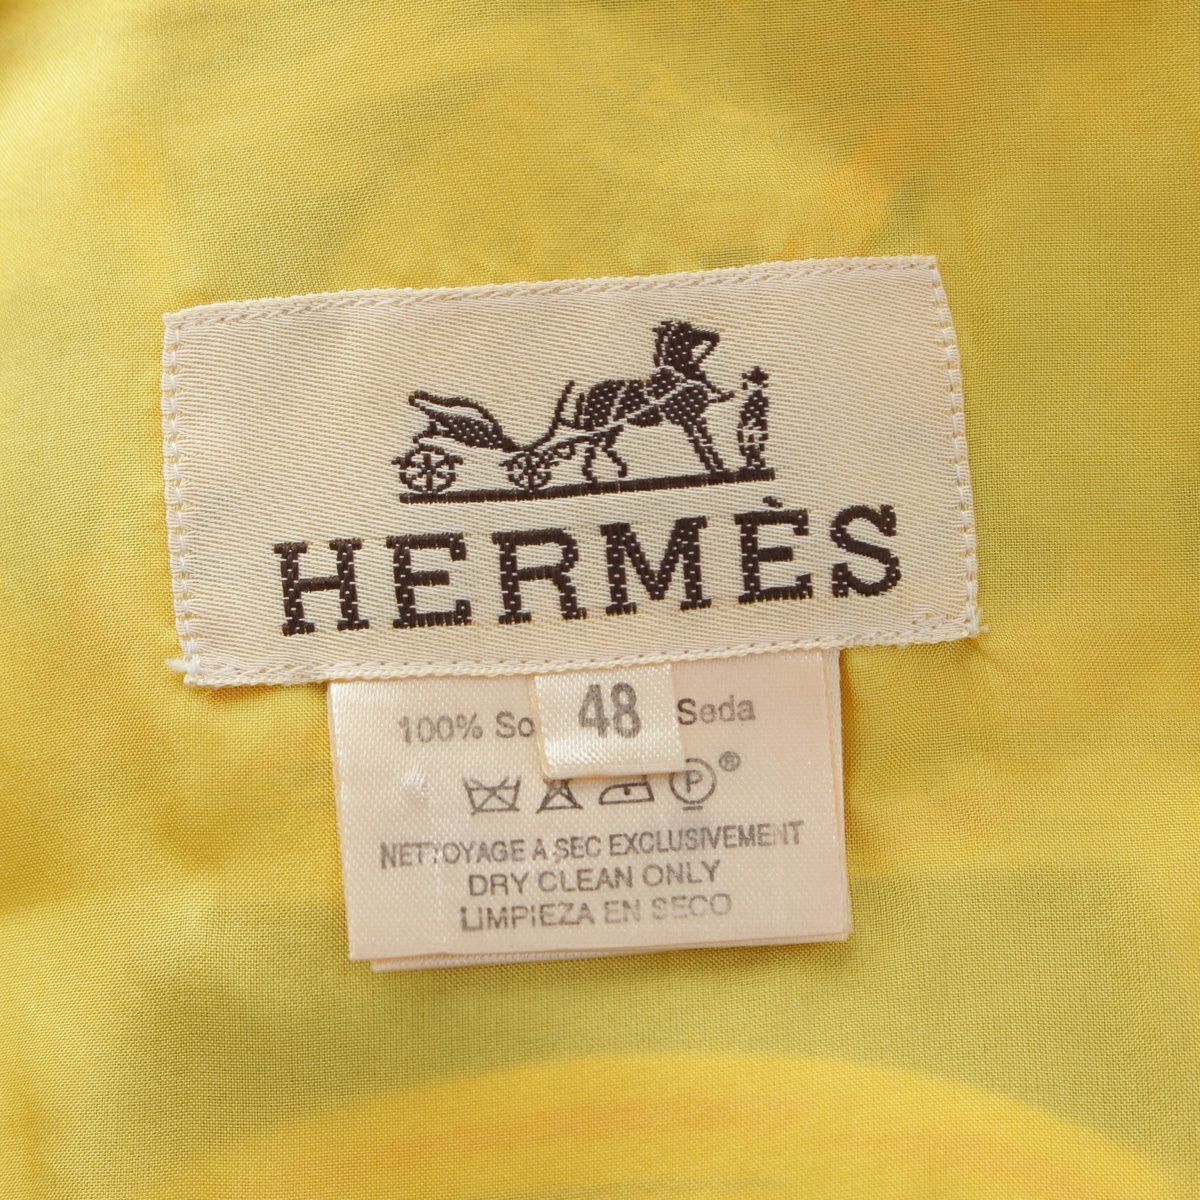 HERMÈS
48
100% So Seda
P ®
NETTOYAGE A SEC EXCLUSIVEMENT
DRY CLEAN ONLY
LIMPIEZA EN SECO